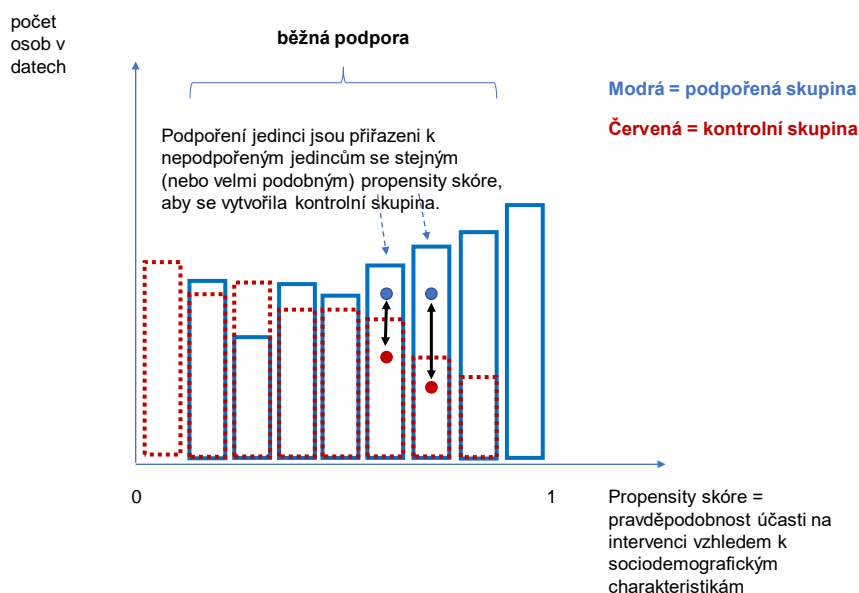 počet
osob v
datech
běžná podpora
Modrá = podpořená skupina
Červená = kontrolní skupina
Podpoření jedinci jsou přiřazeni k
nepodpořeným jedincům se stejným
(nebo velmi podobným) propensity skóre,
aby se vytvořila kontrolní skupina.
0
1
Propensity skóre =
pravděpodobnost účasti na
intervenci vzhledem k
sociodemografickým
charakteristikám